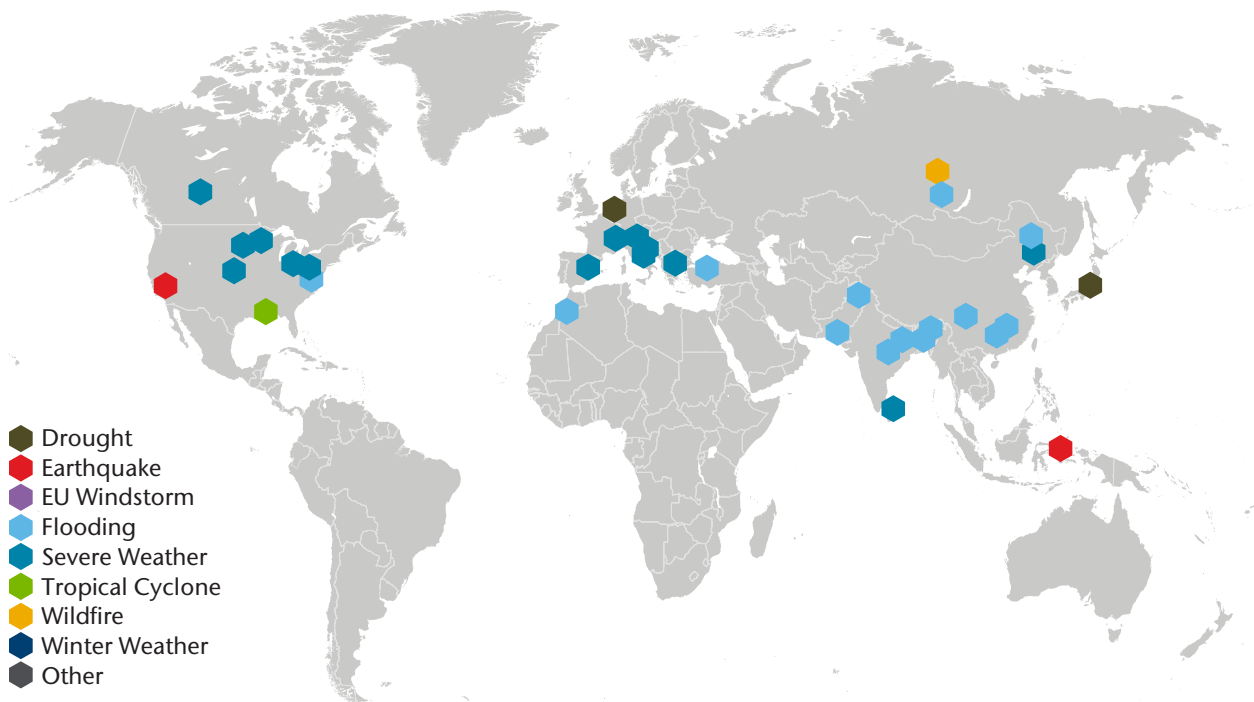 Drought
Earthquake
EU Windstorm
Flooding
Severe Weather
Tropical Cyclone
Wildfire
Winter Weather
Other